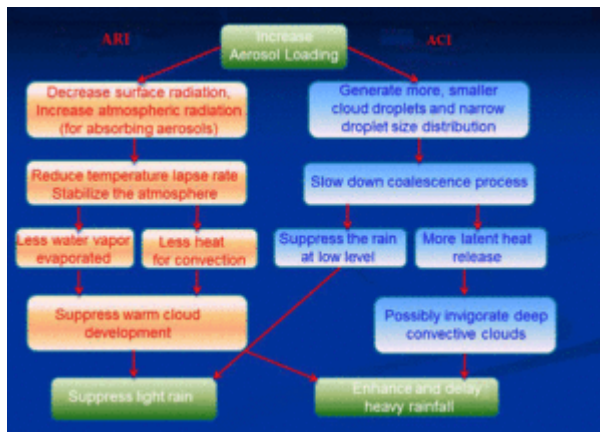 ARI
Increase
Aerosol Loading
ACI
Decrease surface radiation,
Increase atmospheric radiation
(for absorbing aerosols)
Generate more, smaller
cloud droplets and narrow
droplet size distribution
Reduce temperature lapse rate
Stabilize the atmosphere
Slow down coalescence process
Less water vapor
evaporated
Less heat
for convection
Suppress the rain
at low level
More latent heat
release
Suppress warm cloud
development
Possibly invigorate deep
convective clouds
Suppress light rain
Enhance and delay
heavy rainfall